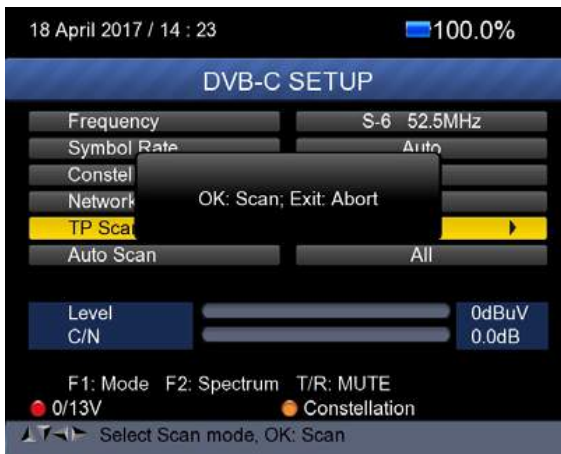 18 April 2017 / 14 : 23 100.0%
DVB-C SETUP
Frequency S-6 52.5MHz
Symbol Rate Auto
Constel
Network
OK: Scan; Exit: Abort
TP Scan
Auto Scan All
Level 0dBuV
C/N 0.0dB
F1: Mode F2: Spectrum T/R: MUTE
0/13V Constellation
Select Scan mode, OK: Scan